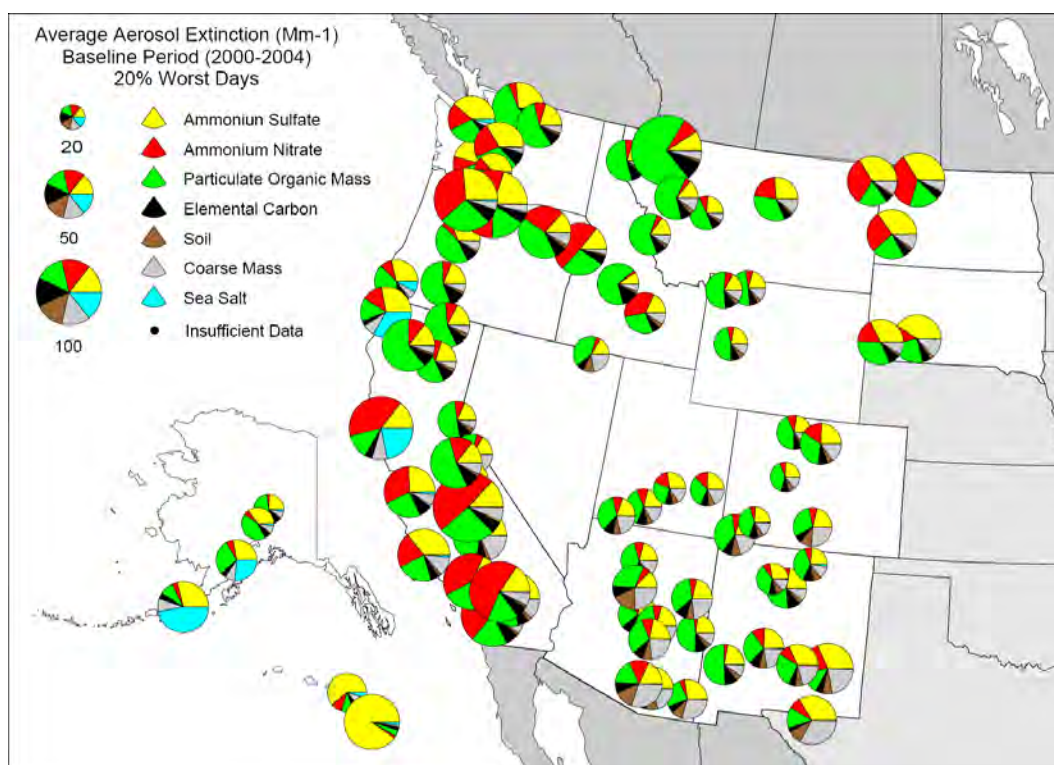 Average Aerosol Extinction (Mm-1)
Baseline Period (2000-2004)
20% Worst Days
20
50
100
Ammoniun Sulfate
Ammonium Nitrate
Particulate Organic Mass
Elemental Carbon
Soil
Coarse Mass
Sea Salt
Insufficient Data